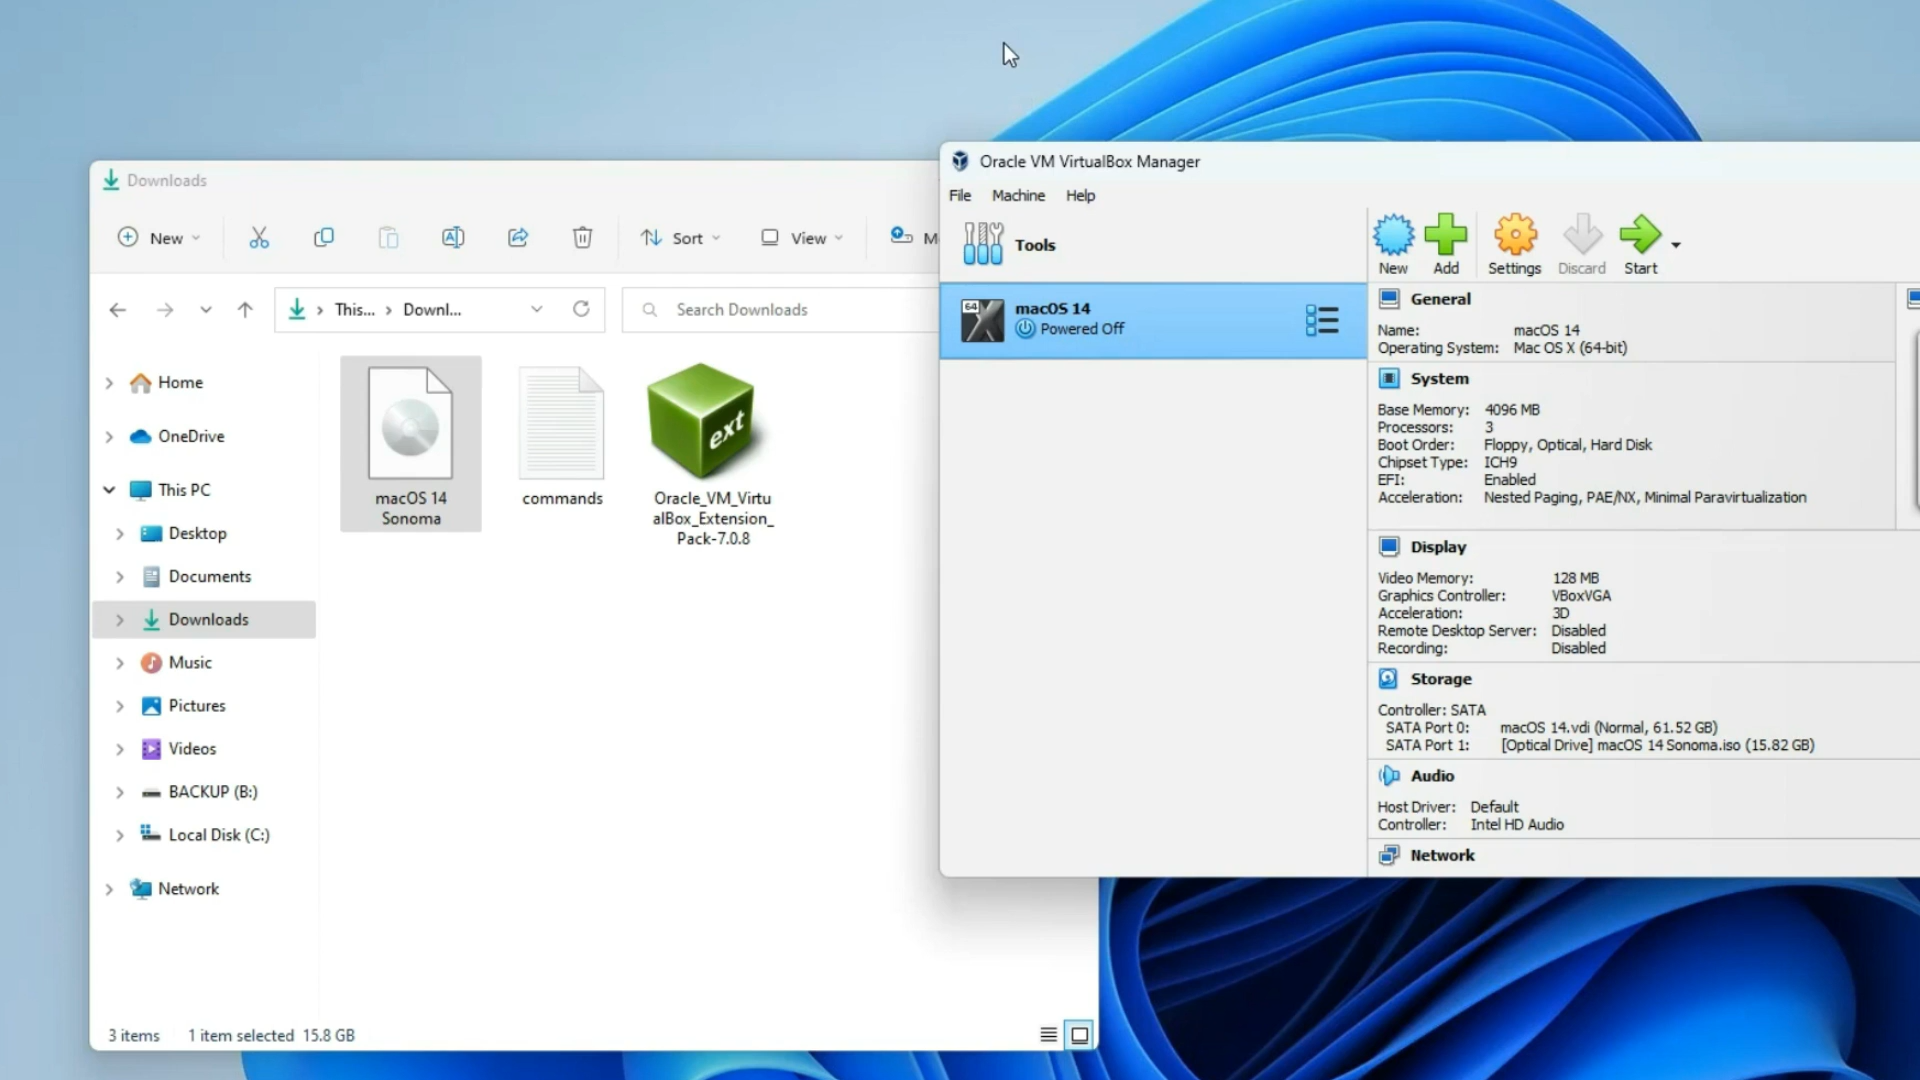 Downloads
New
Sort
View
M
This...
Downl...
Search Downloads
Home
OneDrive
This PC
Desktop
Documents
Downloads
Music
Pictures
Videos
BACKUP (B:)
Local Disk (C:)
Network
macOS 14
Sonoma
commands
ext
Oracle_VM_Virtu
alBox_Extension_
Pack-7.0.8
3 items 1 item selected 15.8 GB
Oracle VM VirtualBox Manager
File Machine Help
Tools
New Add Settings Discard Start
64
macOS 14
Powered Off
General
Name: macOS 14
Operating System: Mac OS X (64-bit)
System
Base Memory: 4096 MB
Processors: 3
Boot Order: Floppy, Optical, Hard Disk
Chipset Type: ICH9
EFI: Enabled
Acceleration: Nested Paging, PAE/NX, Minimal Paravirtualization
Display
Video Memory: 128 MB
Graphics Controller: VBoxVGA
Acceleration: 3D
Remote Desktop Server: Disabled
Recording: Disabled
Storage
Controller: SATA
SATA Port 0: macOS 14.vdi (Normal, 61.52 GB)
SATA Port 1: [Optical Drive] macOS 14 Sonoma.iso (15.82 GB)
Audio
Host Driver: Default
Controller: Intel HD Audio
Network